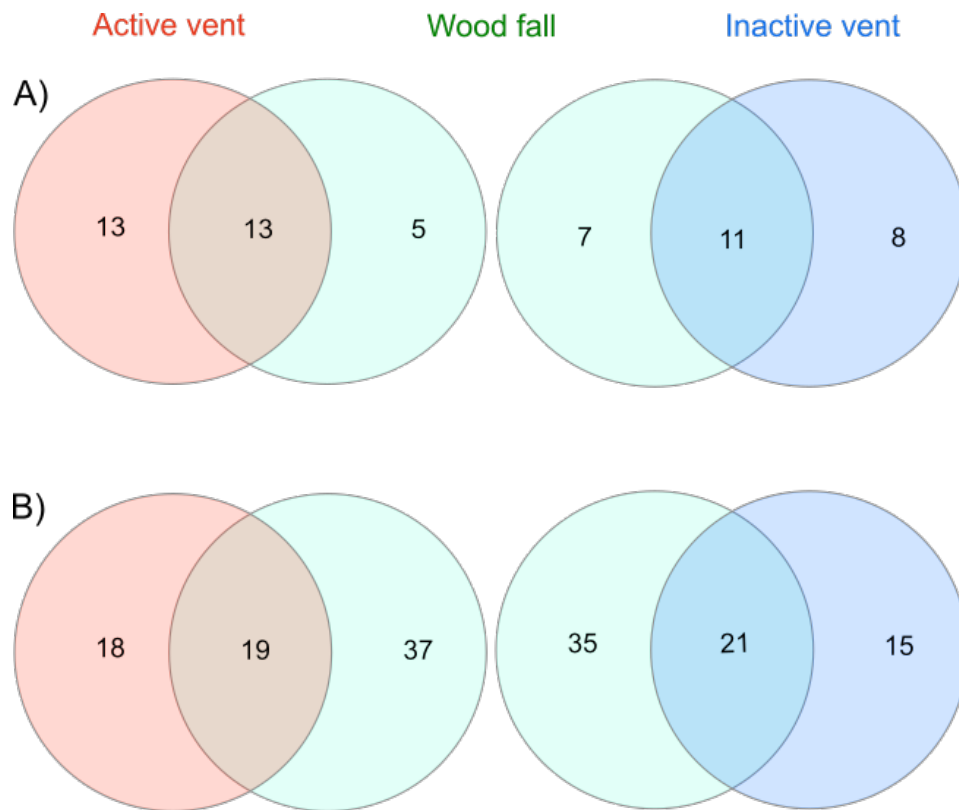 Active vent Wood fall Inactive vent
A)
13 13 5 7 11 8
B)
18 19 37 35 21 15